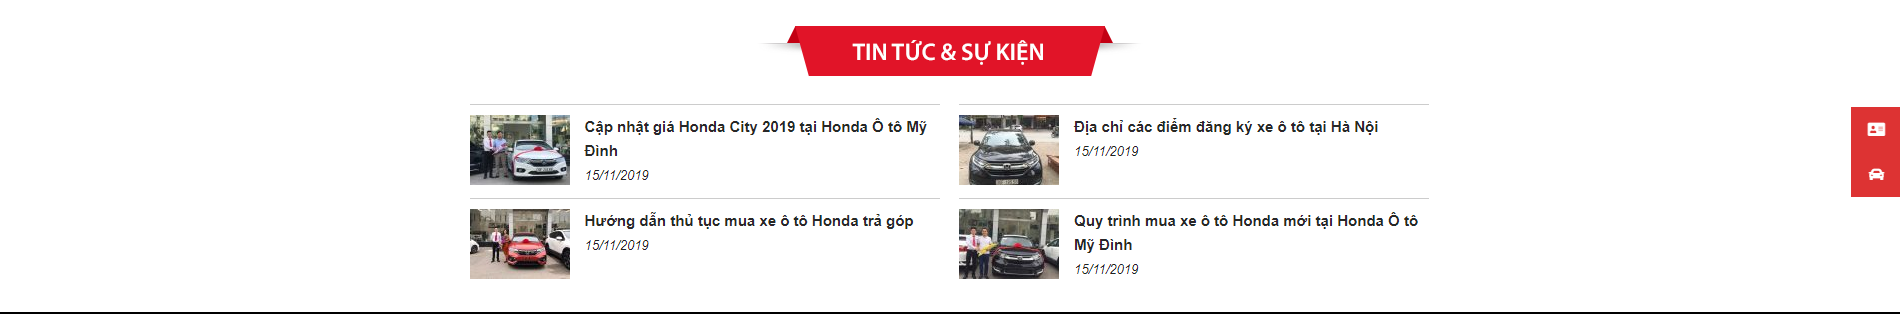 TIN TỨC & SỰ KIỆN
Cập nhật giá Honda City 2019 tại Honda Ô tô Mỹ
Đình
15/11/2019
Địa chỉ các điểm đăng ký xe ô tô tại Hà Nội
15/11/2019
Hướng dẫn thủ tục mua xe ô tô Honda trả góp
15/11/2019
Quy trình mua xe ô tô Honda mới tại Honda Ô tô
Mỹ Đình
15/11/2019